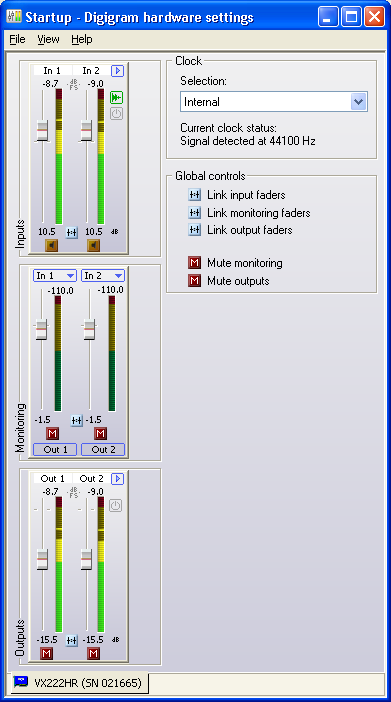 Startup - Digigram hardware settings
File View Help
In 1 In 2
-8.7 dB FS -9.0
10.5 10.5 dB
Inputs
In 1 In 2
-110.0 -110.0
-1.5 -1.5
M M
Out 1 Out 2
Monitoring
Out 1 Out 2
-8.7 dB FS -9.0
-15.5 -15.5 dB
M M
Outputs
Clock
Selection:
Internal
Current clock status:
Signal detected at 44100 Hz
Global controls
Link input faders
Link monitoring faders
Link output faders
M Mute monitoring
M Mute outputs
VX222HR (SN 021665)